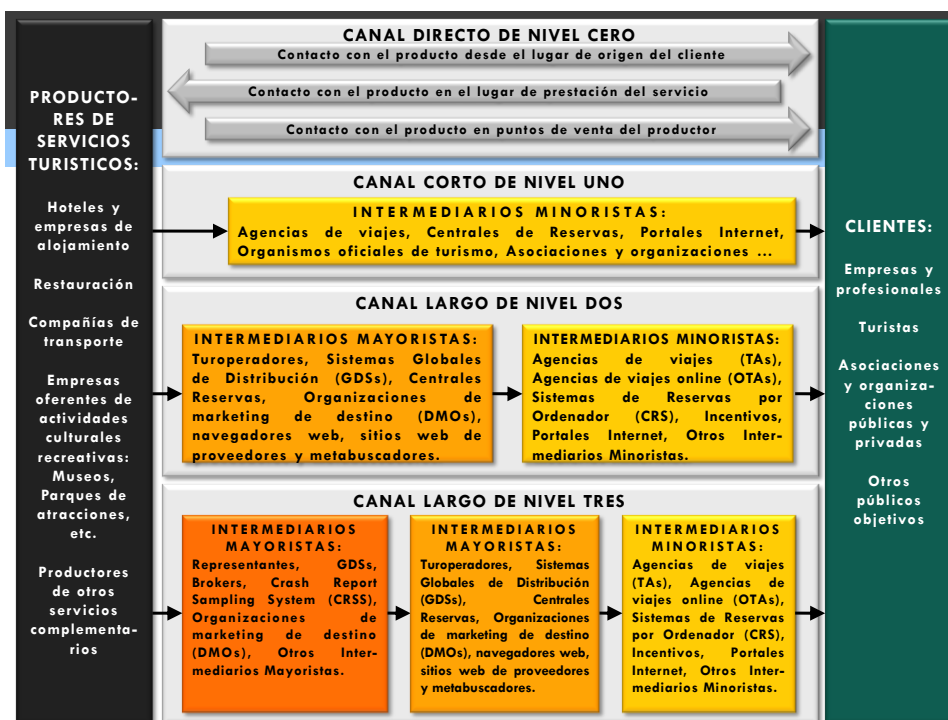 PRODUCTO-
RES DE
SERVICIOS
TURISTICOS:
Hoteles y
empresas de
alojamiento
Restauración
Compañías de
transporte
Empresas
oferentes de
actividades
culturales
recreativas:
Museos,
Parques de
atracciones,
etc.
Productores
de otros
servicios
complementa-
rios
CANAL DIRECTO DE NIVEL CERO
Contacto con el producto desde el lugar de origen del cliente
Contacto con el producto en el lugar de prestación del servicio
Contacto con el producto en puntos de venta del productor
CANAL CORTO DE NIVEL UNO
INTERMEDIARIOS MINORISTAS:
Agencias de viajes, Centrales de Reservas, Portales Internet,
Organismos oficiales de turismo, Asociaciones y organizaciones ...
CANAL LARGO DE NIVEL DOS
INTERMEDIARIOS MAYORISTAS:
Turoperadores, Sistemas Globales
de Distribución (GDSs), Centrales
Reservas, Organizaciones de
marketing de destino (DMOs),
navegadores web, sitios web de
proveedores y metabuscadores.
INTERMEDIARIOS MINORISTAS:
Agencias de viajes (TAs),
Agencias de viajes online (OTAs),
Sistemas de Reservas por
Ordenador (CRS), Incentivos,
Portales Internet, Otros Inter-
mediarios Minoristas.
CANAL LARGO DE NIVEL TRES
INTERMEDIARIOS
MAYORISTAS:
Representantes, GDSs,
Brokers, Crash Report
Sampling System (CRSS),
Organizaciones de
marketing de destino
(DMOs), Otros Inter-
mediarios Mayoristas.
INTERMEDIARIOS
MAYORISTAS:
Turoperadores, Sistemas
Globales de Distribución
(GDSs), Centrales
Reservas, Organizaciones
de marketing de destino
(DMOs), navegadores web,
sitios web de proveedores
y metabuscadores.
INTERMEDIARIOS
MINORISTAS:
Agencias de viajes
(TAs), Agencias de
viajes online (OTAs),
Sistemas de Reservas
por Ordenador (CRS),
Incentivos, Portales
Internet, Otros Inter-
mediarios Minoristas.
CLIENTES:
Empresas y
profesionales
Turistas
Asociaciones
y organiza-
ciones
públicas y
privadas
Otros
públicos
objetivos